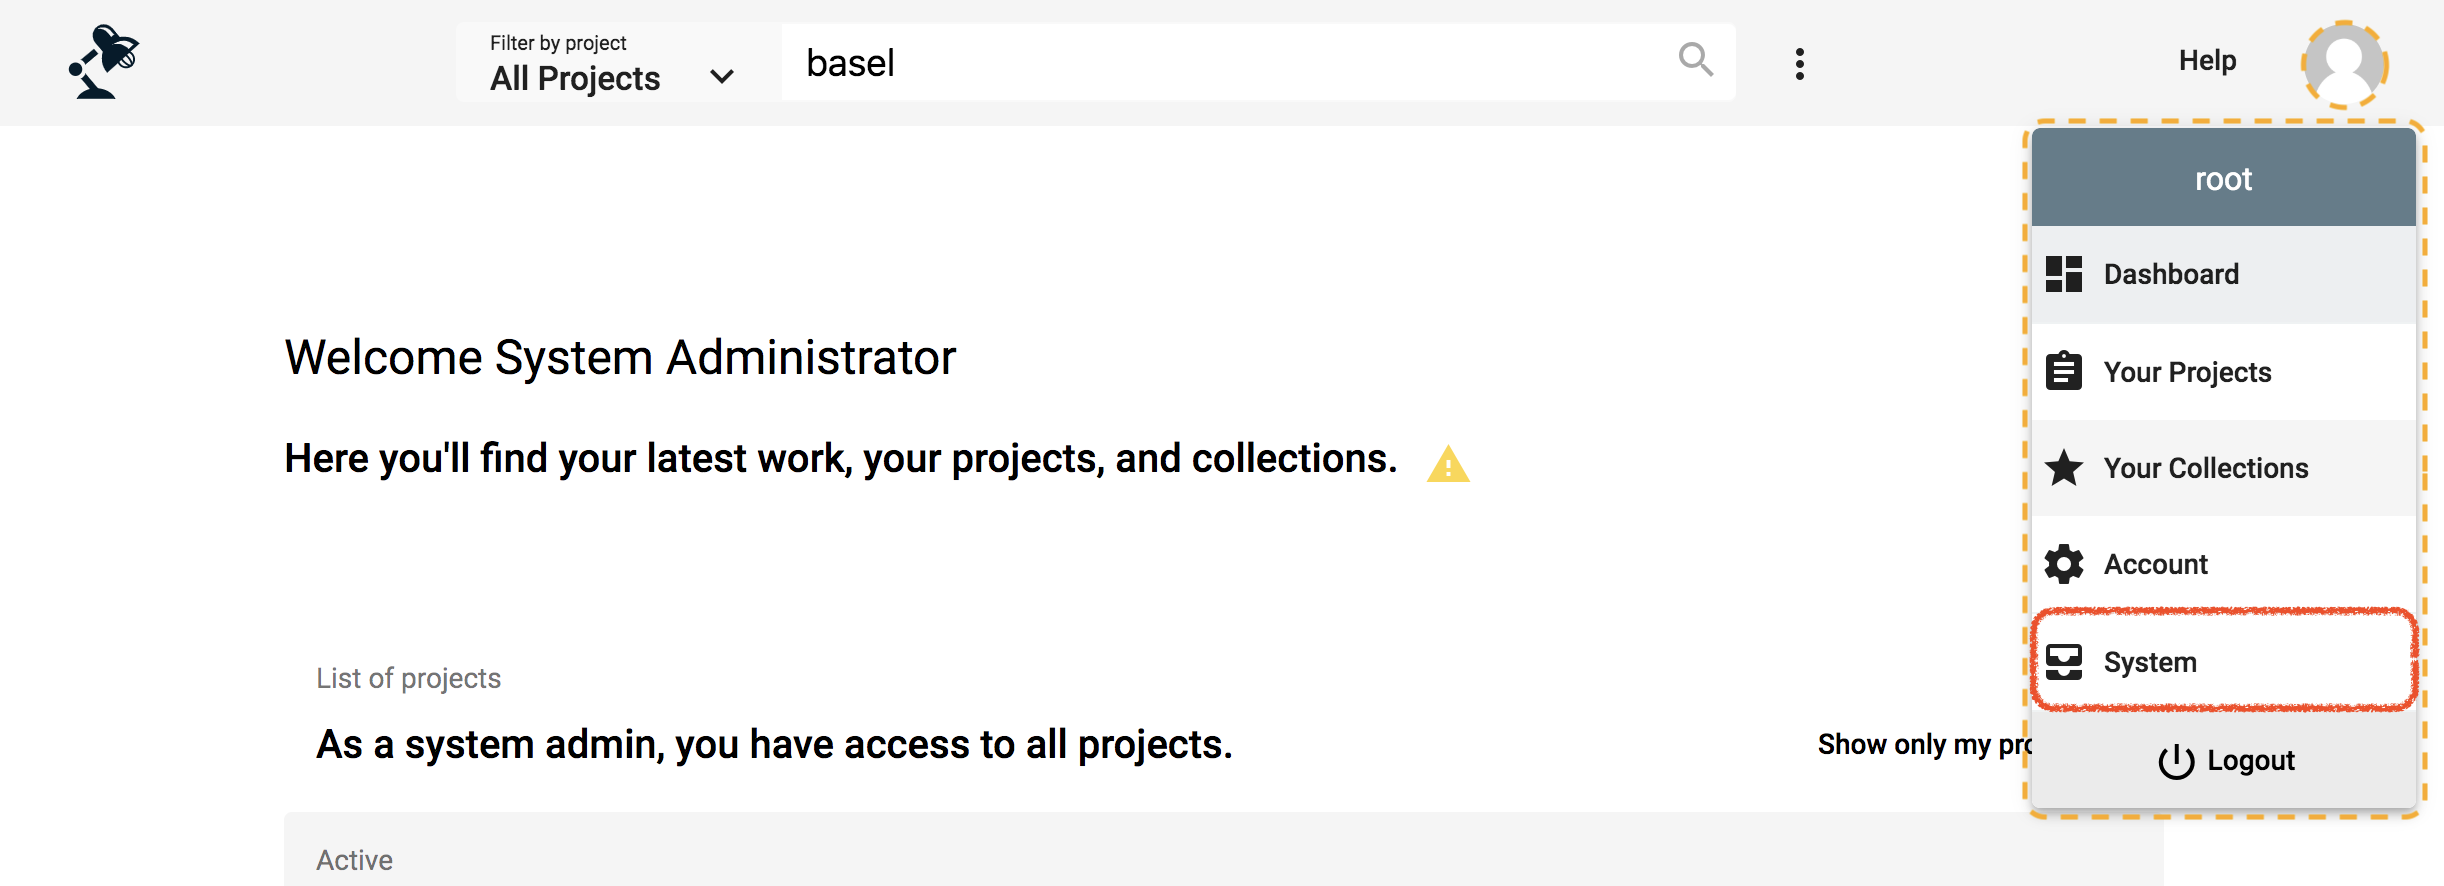 Filter by project
All Projects
basel
Help
root
Dashboard
Your Projects
Your Collections
Account
System
Logout
Welcome System Administrator
Here you'll find your latest work, your projects, and collections.
List of projects
As a system admin, you have access to all projects.
Show only my pro
Active